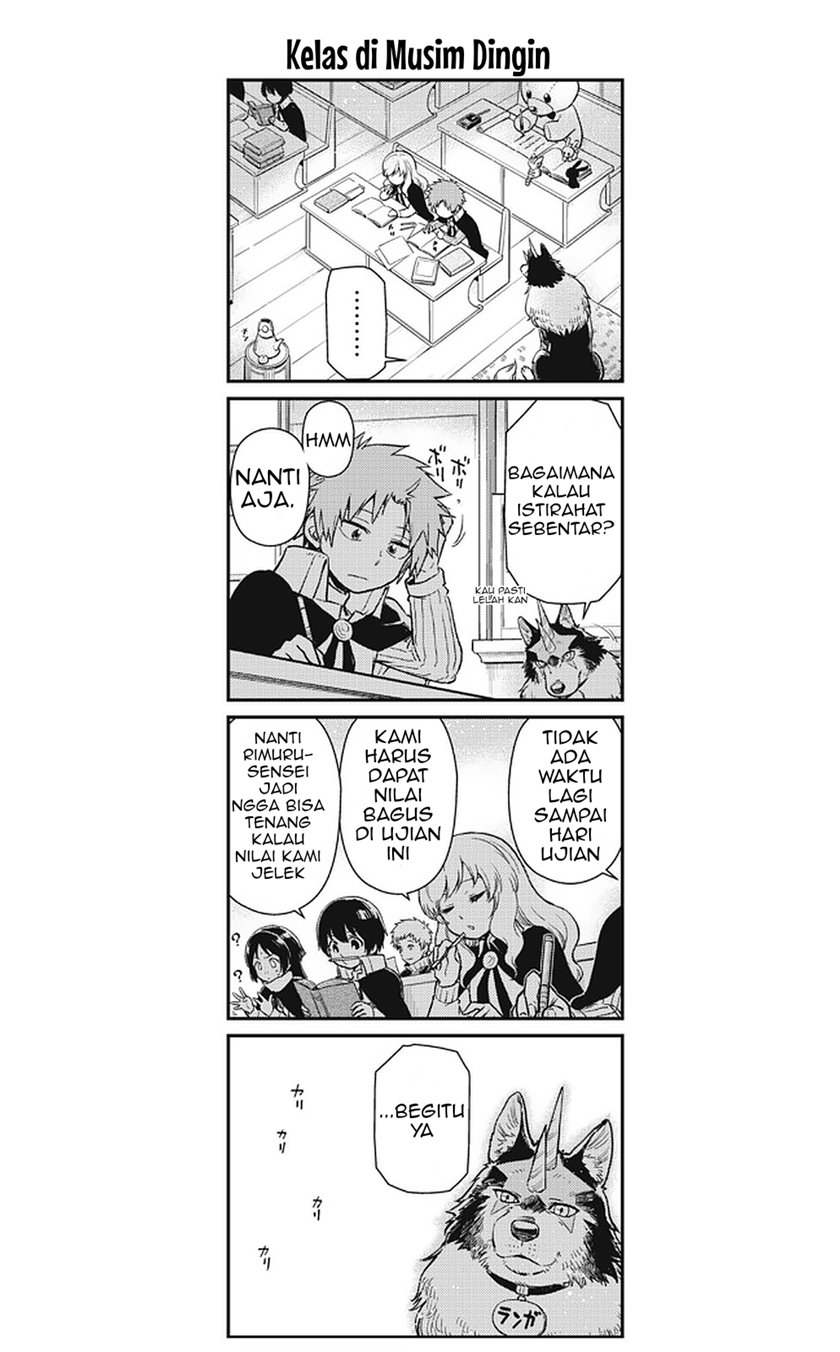 Kelas di Musim Dingin
.........
BAGAIMANA
KALAU
ISTIRAHAT
SEBENTAR?
KAU PASTI
LELAH KAN
ボリ
ボリ
HMM
NANTI
AJA.
TIDAK
ADA
WAKTU
LAGI
SAMPAI
HARI
UJIAN
KAMI
HARUS
DAPAT
NILAI
BAGUS
DI UJIAN
INI
NANTI
RIMURU-
SENSEI
JADI
NGGA BISA
TENANG
KALAU
NILAI KAMI
JELEK
?
?
...BEGITU
YA
カリ
カリ
カリ
カリ
ランガ